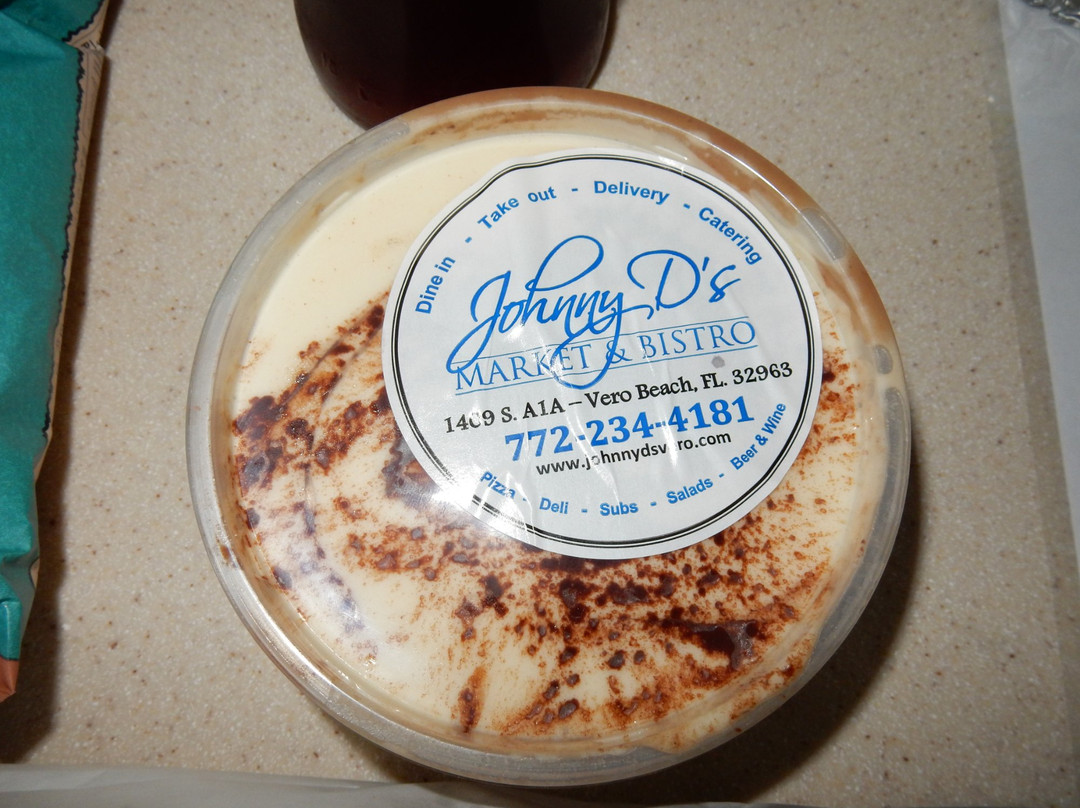 Dine in - Take out - Delivery - Catering
Johnny D's
MARKET & BISTRO
1409 S. A1A – Vero Beach, FL. 32963
772-234-4181
www.johnnydsvero.com
Pizza - Deli - Subs - Salads - Beer & Wine